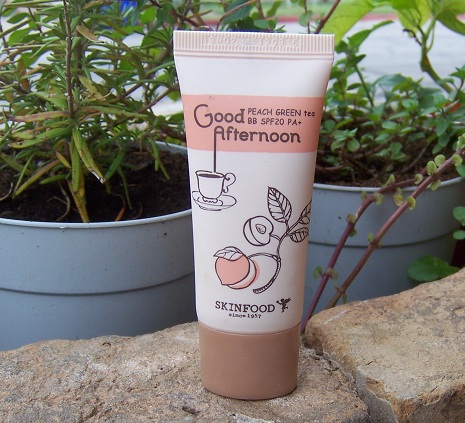 Good PEACH GREEN tea
BB SPF20 PA+
Afternoon
SKINFOOD
since 1957